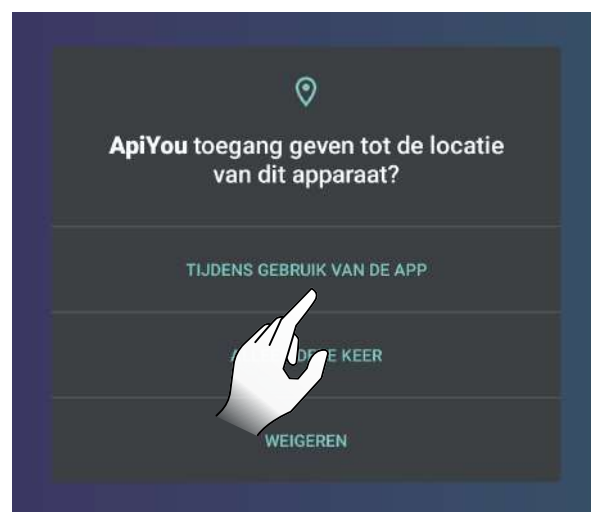 ApiYou toegang geven tot de locatie
van dit apparaat?
TIJDENS GEBRUIK VAN DE APP
KEER
WEIGEREN